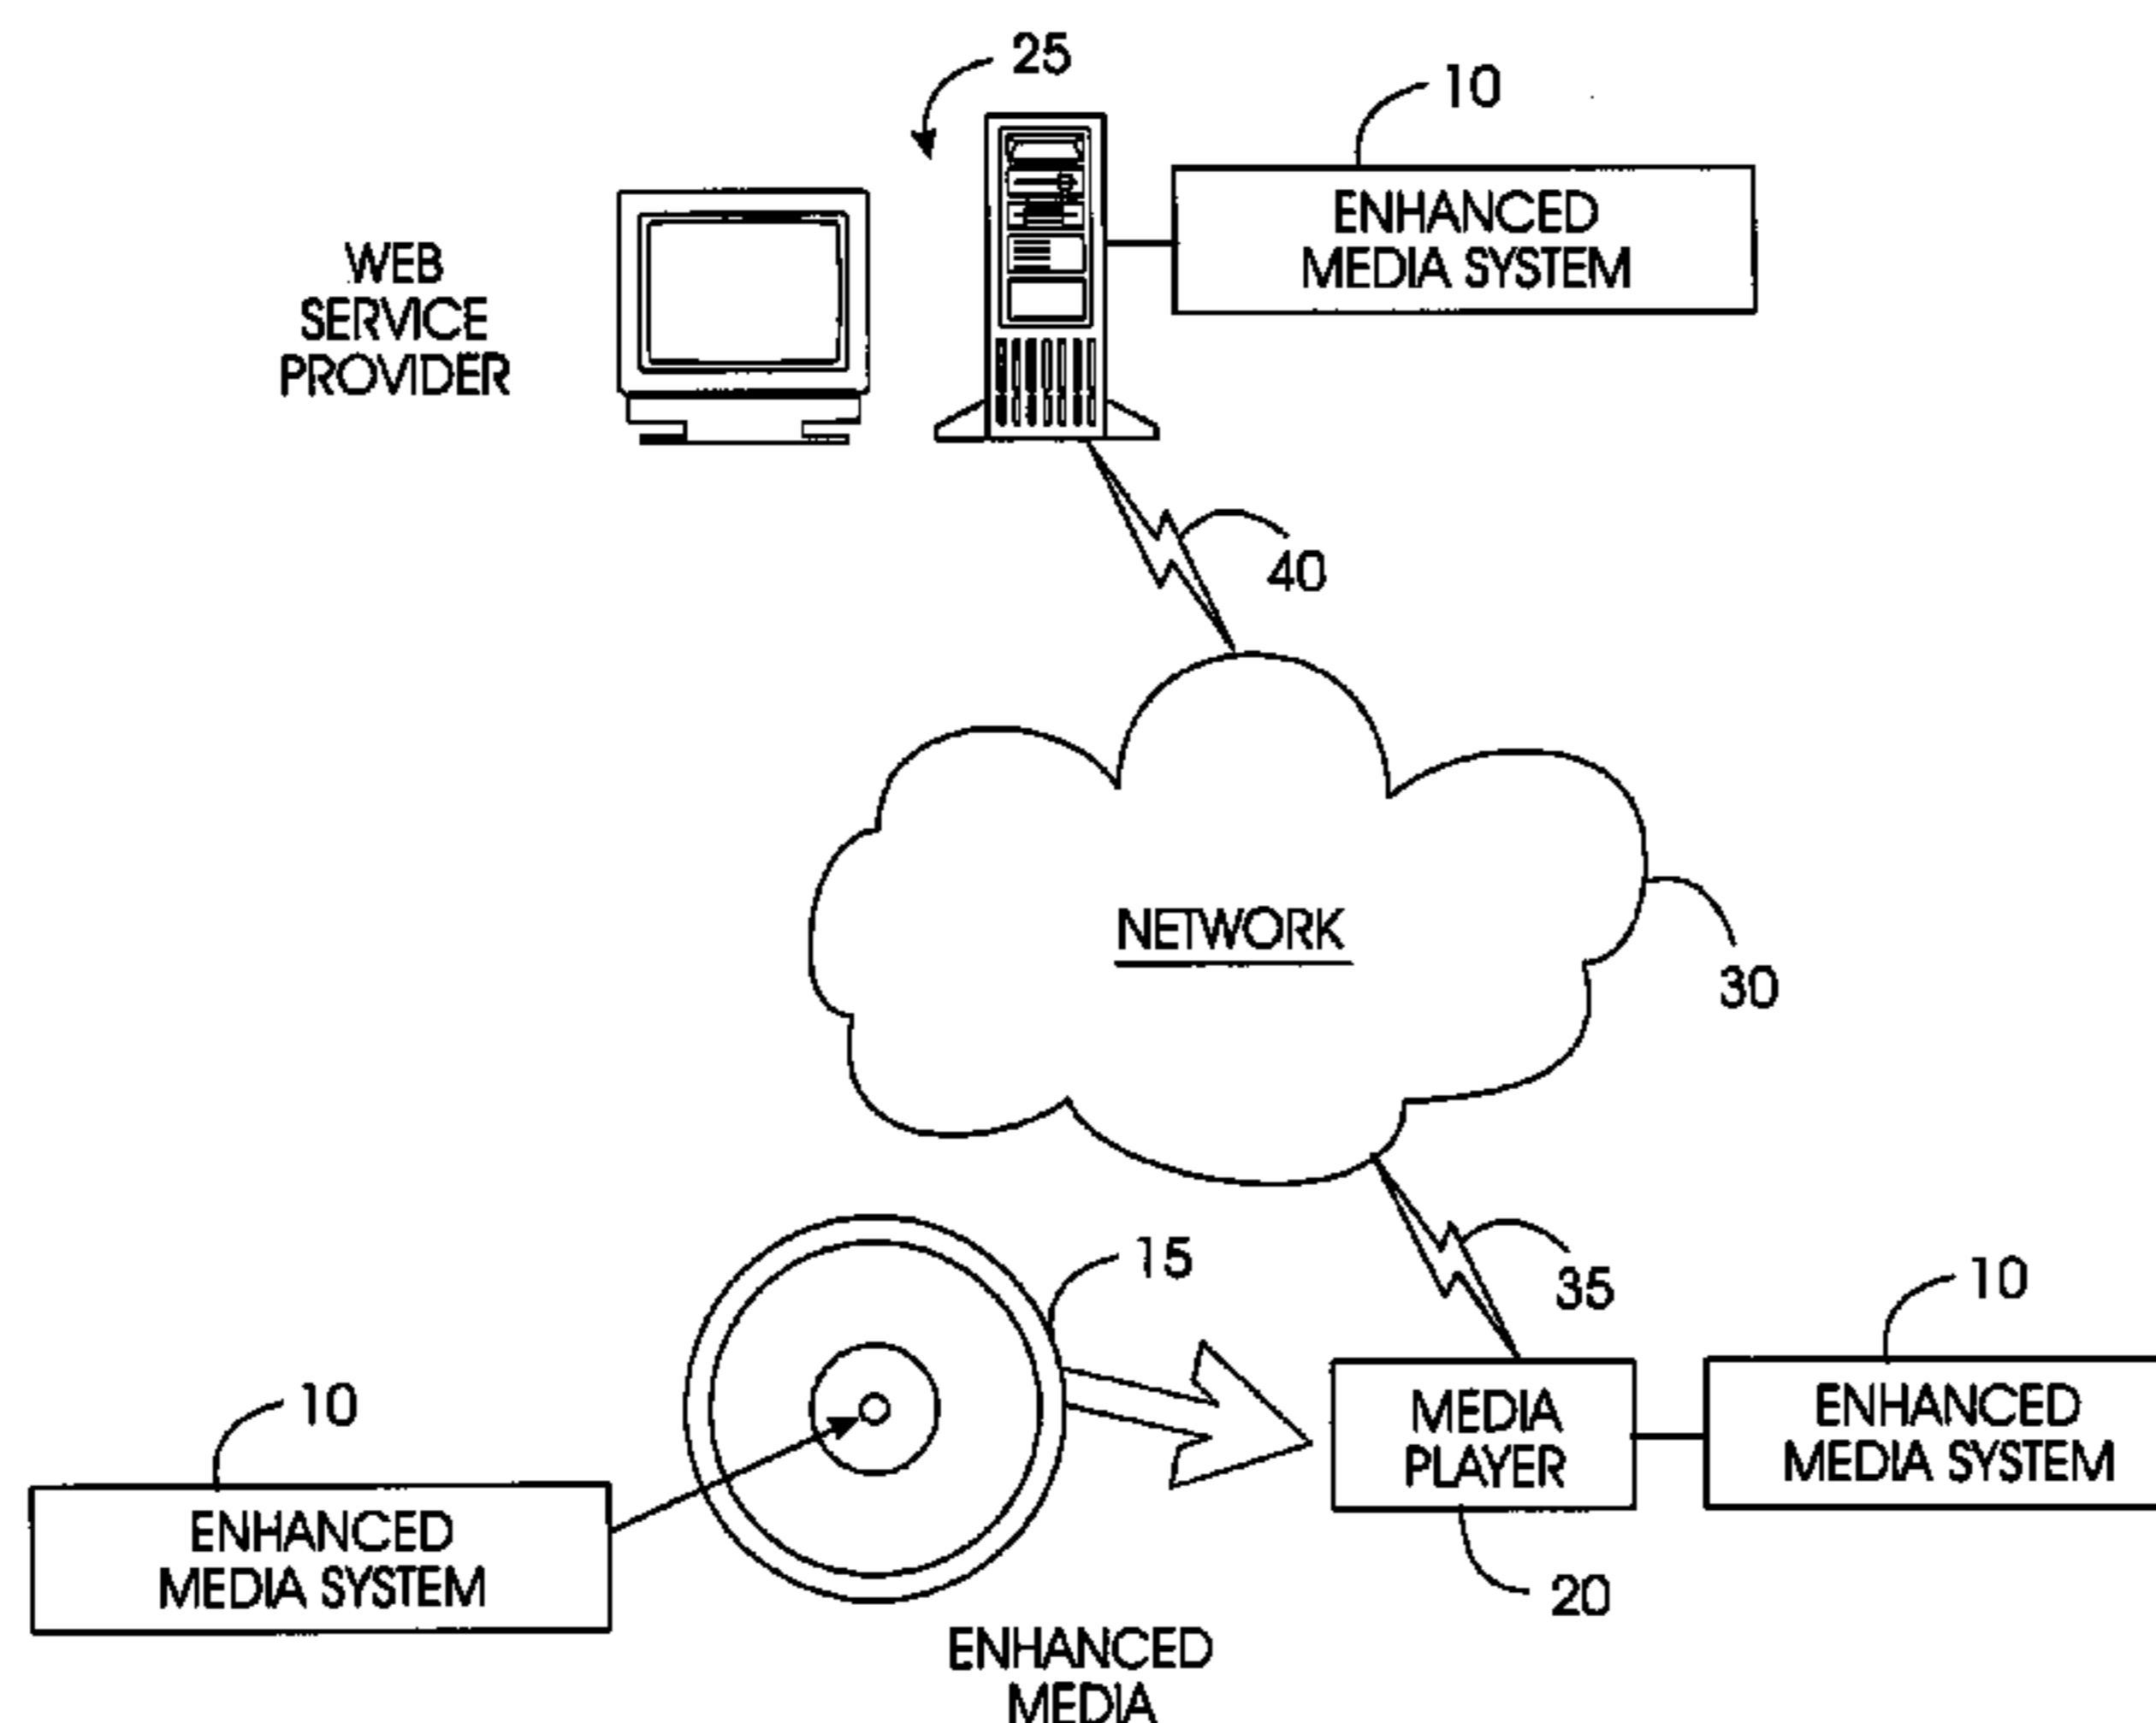 25
10
ENHANCED
MEDIA SYSTEM
WEB
SERVICE
PROVIDER
40
NETWORK
30
15
35
10
10
MEDIA
PLAYER
ENHANCED
MEDIA SYSTEM
ENHANCED
MEDIA SYSTEM
20
ENHANCED
MEDIA